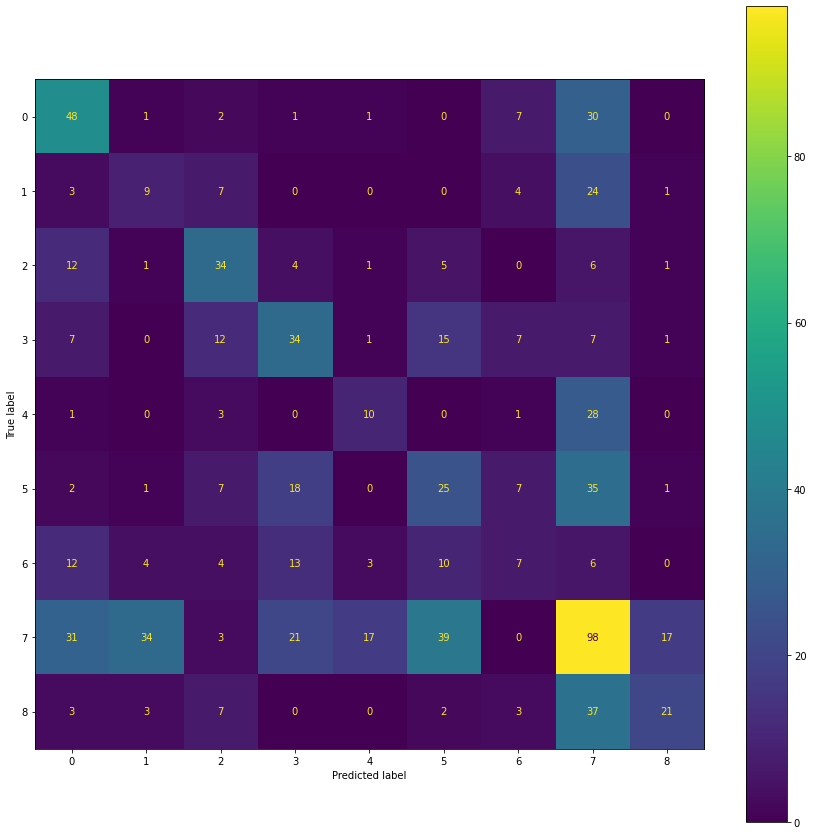 0 48 1 2 1 1 0 7 30 0
1 3 9 7 0 0 0 4 24 1
2 12 1 34 4 1 5 0 6 1
3 7 0 12 34 1 15 7 7 1
4 1 0 3 0 10 0 1 28 0
5 2 1 7 18 0 25 7 35 1
6 12 4 4 13 3 10 7 6 0
7 31 34 3 21 17 39 0 98 17
8 3 3 7 0 0 2 3 37 21
0 1 2 3 4 5 6 7 8
True label
Predicted label
80
60
40
20
0